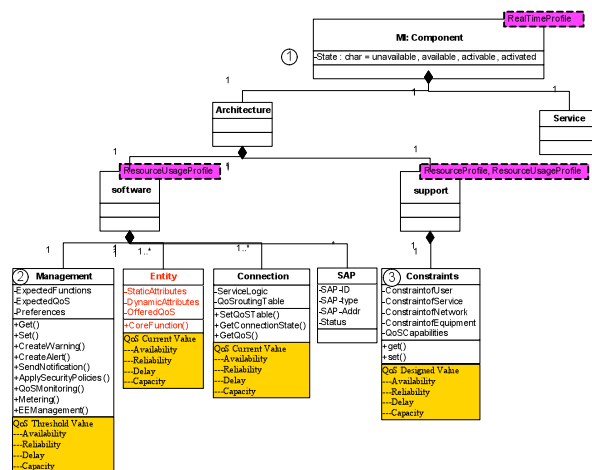 RealTimeProfile
MI: Component
1
-State : char = unavailable, available, activable, activated
1
1
1
Architecture
Service
1
1
1
ResourceUsageProfile
ResourceProfile, ResourceUsageProfile
software
support
1
1
1..*
1..*
*
1
1
2
Management
-ExpectedFunctions
-ExpectedQoS
-Preferences
+Get()
+Set()
+CreateWarning()
+CreateAlert()
+SendNotification()
+ApplySecurityPolicies()
+QoSMonitoring()
+Metering()
+EEManagement()
QoS Threshold Value
---Availability
---Reliability
---Delay
---Capacity
Entity
-StaticAttributes
-DynamicAttributes
-OfferedQoS
+CoreFunction()
QoS Current Value
---Availability
---Reliability
---Delay
---Capacity
Connection
-ServiceLogic
-QoSroutingTable
+SetQoSTable()
+GetConnectionState()
+GetQoS()
QoS Current Value
---Availability
---Reliability
---Delay
---Capacity
SAP
-SAP-ID
-SAP-type
-SAP-Addr
-Status
3
Constraints
-ConstraintofUser
-ConstraintofService
-ConstraintofNetwork
-ConstraintofEquipment
-QoSCapabilities
+get()
+set()
QoS Designed Value
---Availability
---Reliability
---Delay
---Capacity